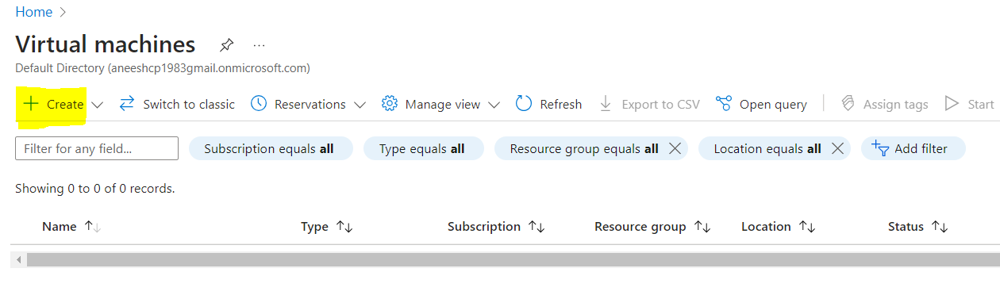 Home >
Virtual machines ...
Default Directory (aneeshcp1983gmail.onmicrosoft.com)
+ Create Switch to classic Reservations Manage view Refresh Export to CSV Open query Assign tags Start
Filter for any field... Subscription equals all Type equals all Resource group equals all Location equals all Add filter
Showing 0 to 0 of 0 records.
Name Type Subscription Resource group Location Status